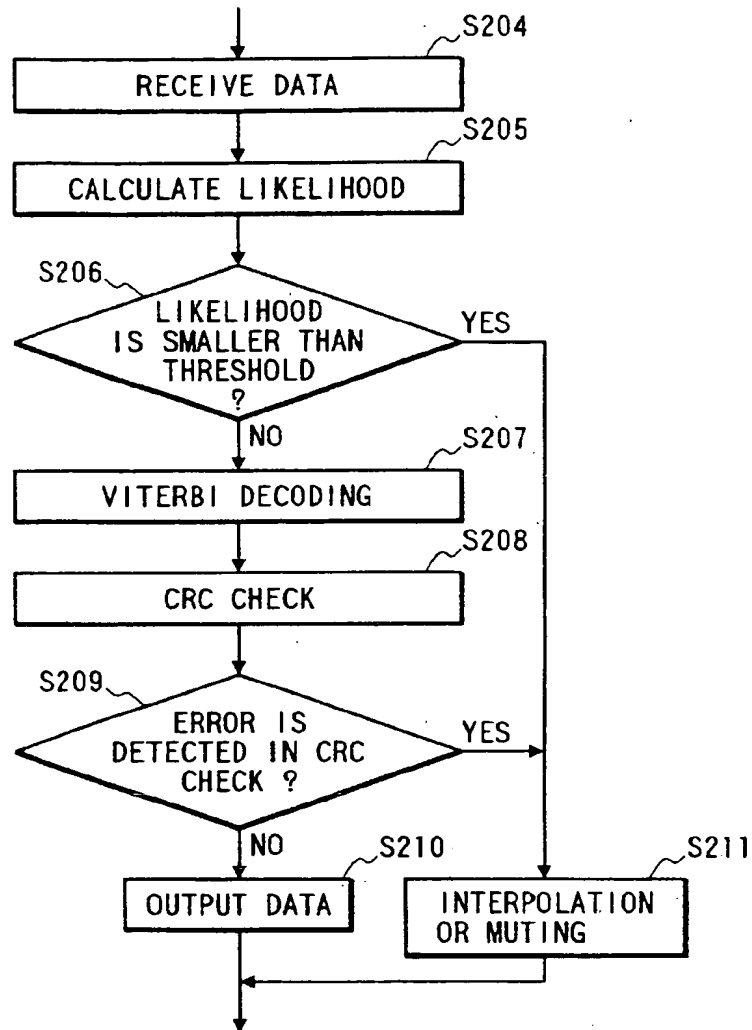 S204
RECEIVE DATA
S205
CALCULATE LIKELIHOOD
S206
LIKELIHOOD
IS SMALLER THAN
THRESHOLD
?
YES
NO
S207
VITERBI DECODING
S208
CRC CHECK
S209
ERROR IS
DETECTED IN CRC
CHECK ?
YES
NO
S210
OUTPUT DATA
S211
INTERPOLATION
OR MUTING